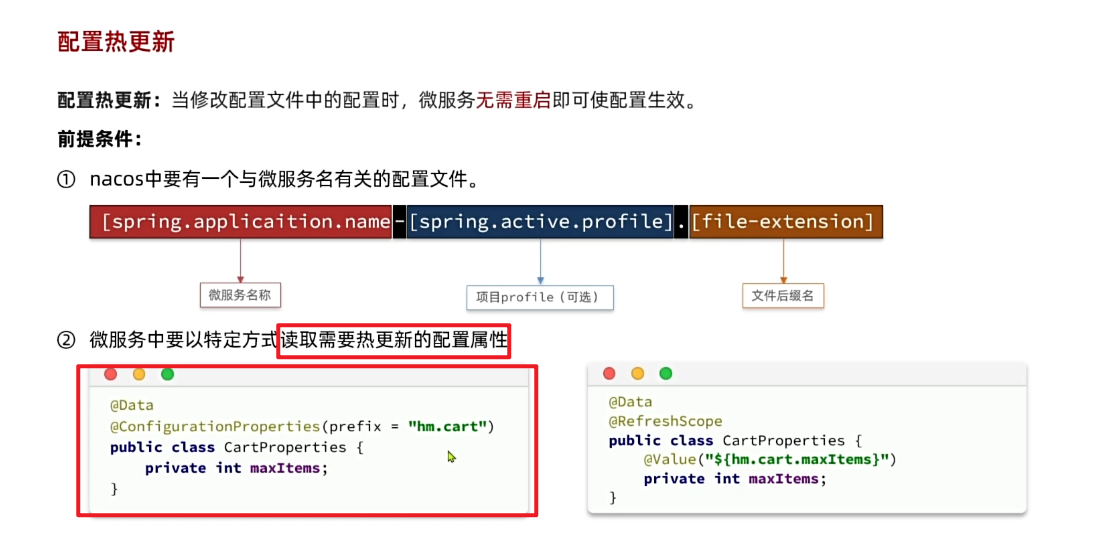 配置热更新
配置热更新：当修改配置文件中的配置时，微服务无需重启即可使配置生效。
前提条件：
① nacos中要有一个与微服务名有关的配置文件。
[spring.applicaition.name-[spring.active.profile].[file-extension]
微服务名称
项目profile（可选）
文件后缀名
② 微服务中要以特定方式读取需要热更新的配置属性
@Data
@ConfigurationProperties(prefix = "hm.cart")
public class CartProperties {
    private int maxItems;
}
@Data
@RefreshScope
public class CartProperties {
    @Value("${hm.cart.maxItems}")
    private int maxItems;
}